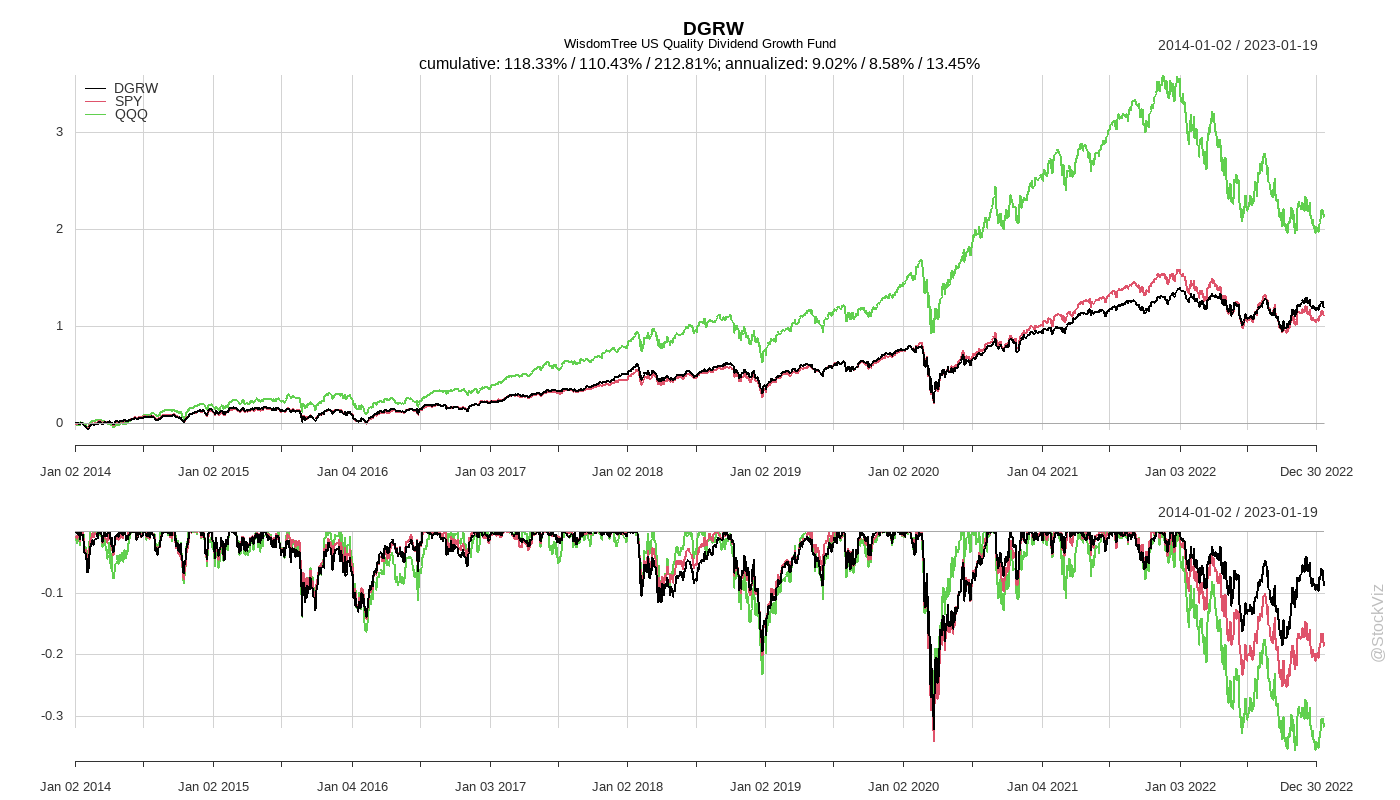 DGRW
WisdomTree US Quality Dividend Growth Fund
2014-01-02 / 2023-01-19
cumulative: 118.33% / 110.43% / 212.81%; annualized: 9.02% / 8.58% / 13.45%
DGRW
SPY
QQQ
3
2
1
0
Jan 02 2014 Jan 02 2015 Jan 04 2016 Jan 03 2017 Jan 02 2018 Jan 02 2019 Jan 02 2020 Jan 04 2021 Jan 03 2022 Dec 30 2022
2014-01-02 / 2023-01-19
-0.1
-0.2
-0.3
Jan 02 2014 Jan 02 2015 Jan 04 2016 Jan 03 2017 Jan 02 2018 Jan 02 2019 Jan 02 2020 Jan 04 2021 Jan 03 2022 Dec 30 2022
@StockViz